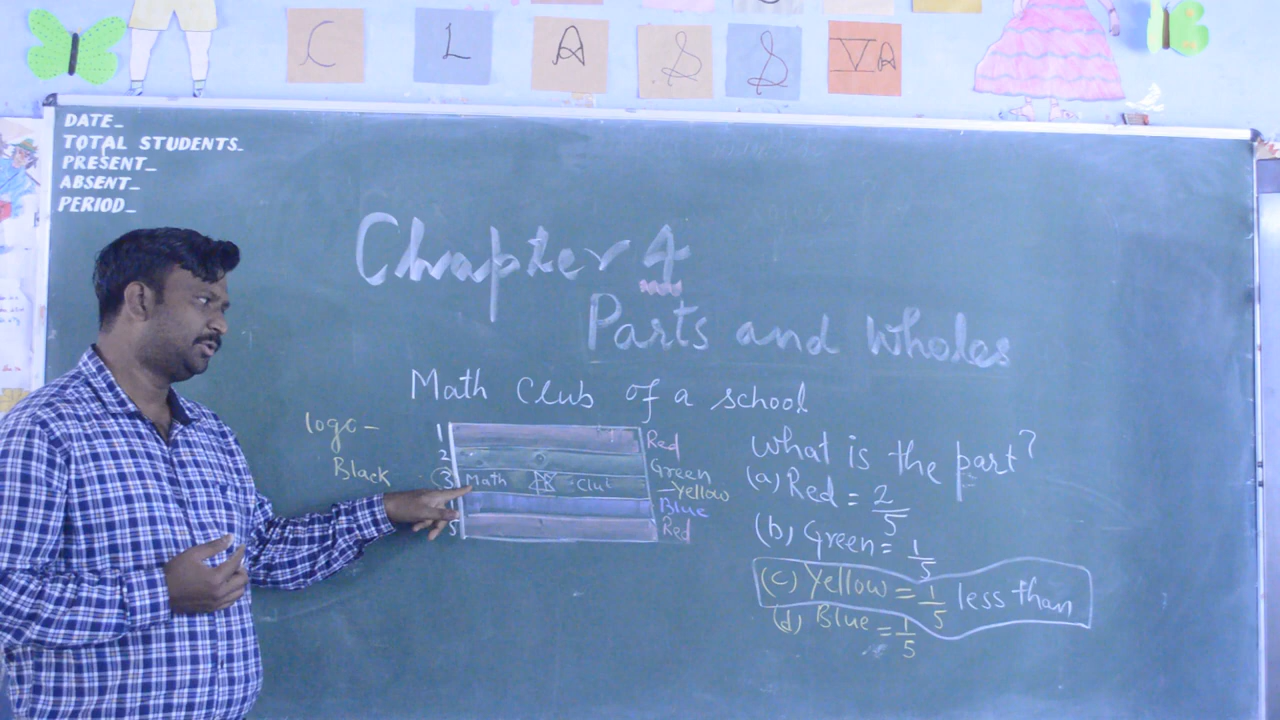 C L A S S VA
DATE_
TOTAL STUDENTS_
PRESENT_
ABSENT_
PERIOD_
Chapter 4
Parts and Wholes
Math Club of a school
logo-
Black
1 Red
2 Green
3 Math Club - Yellow
Blue
5 Red
What is the part?
(a) Red = 2/5
(b) Green = 1/5
(c) Yellow = 1/5 less than
(d) Blue = 1/5